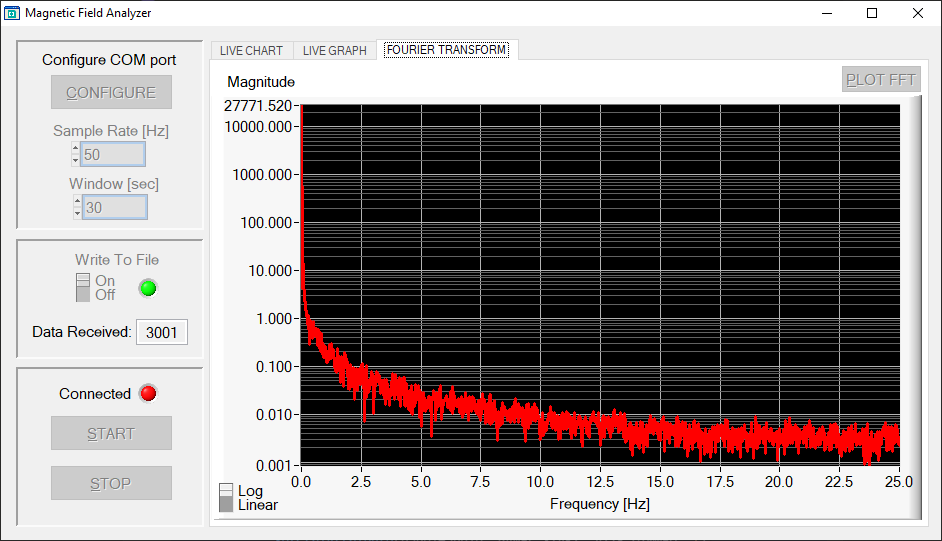 Magnetic Field Analyzer
Configure COM port
CONFIGURE
Sample Rate [Hz]
50
Window [sec]
30
Write To File
On
Off
Data Received: 3001
Connected
START
STOP
LIVE CHART LIVE GRAPH FOURIER TRANSFORM
Magnitude
PLOT FFT
27771.520
10000.000
1000.000
100.000
10.000
1.000
0.100
0.010
0.001
0.0 2.5 5.0 7.5 10.0 12.5 15.0 17.5 20.0 22.5 25.0
Log
Linear
Frequency [Hz]